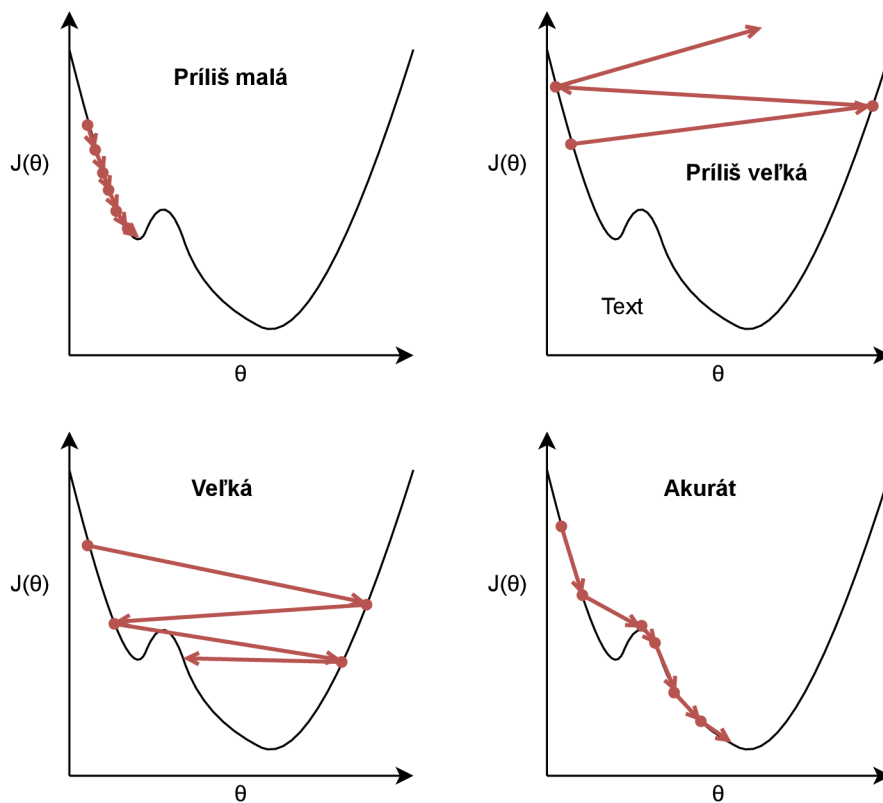 Príliš malá
J(θ)
θ
Príliš veľká
J(θ)
Text
θ
Veľká
J(θ)
θ
Akurát
J(θ)
θ